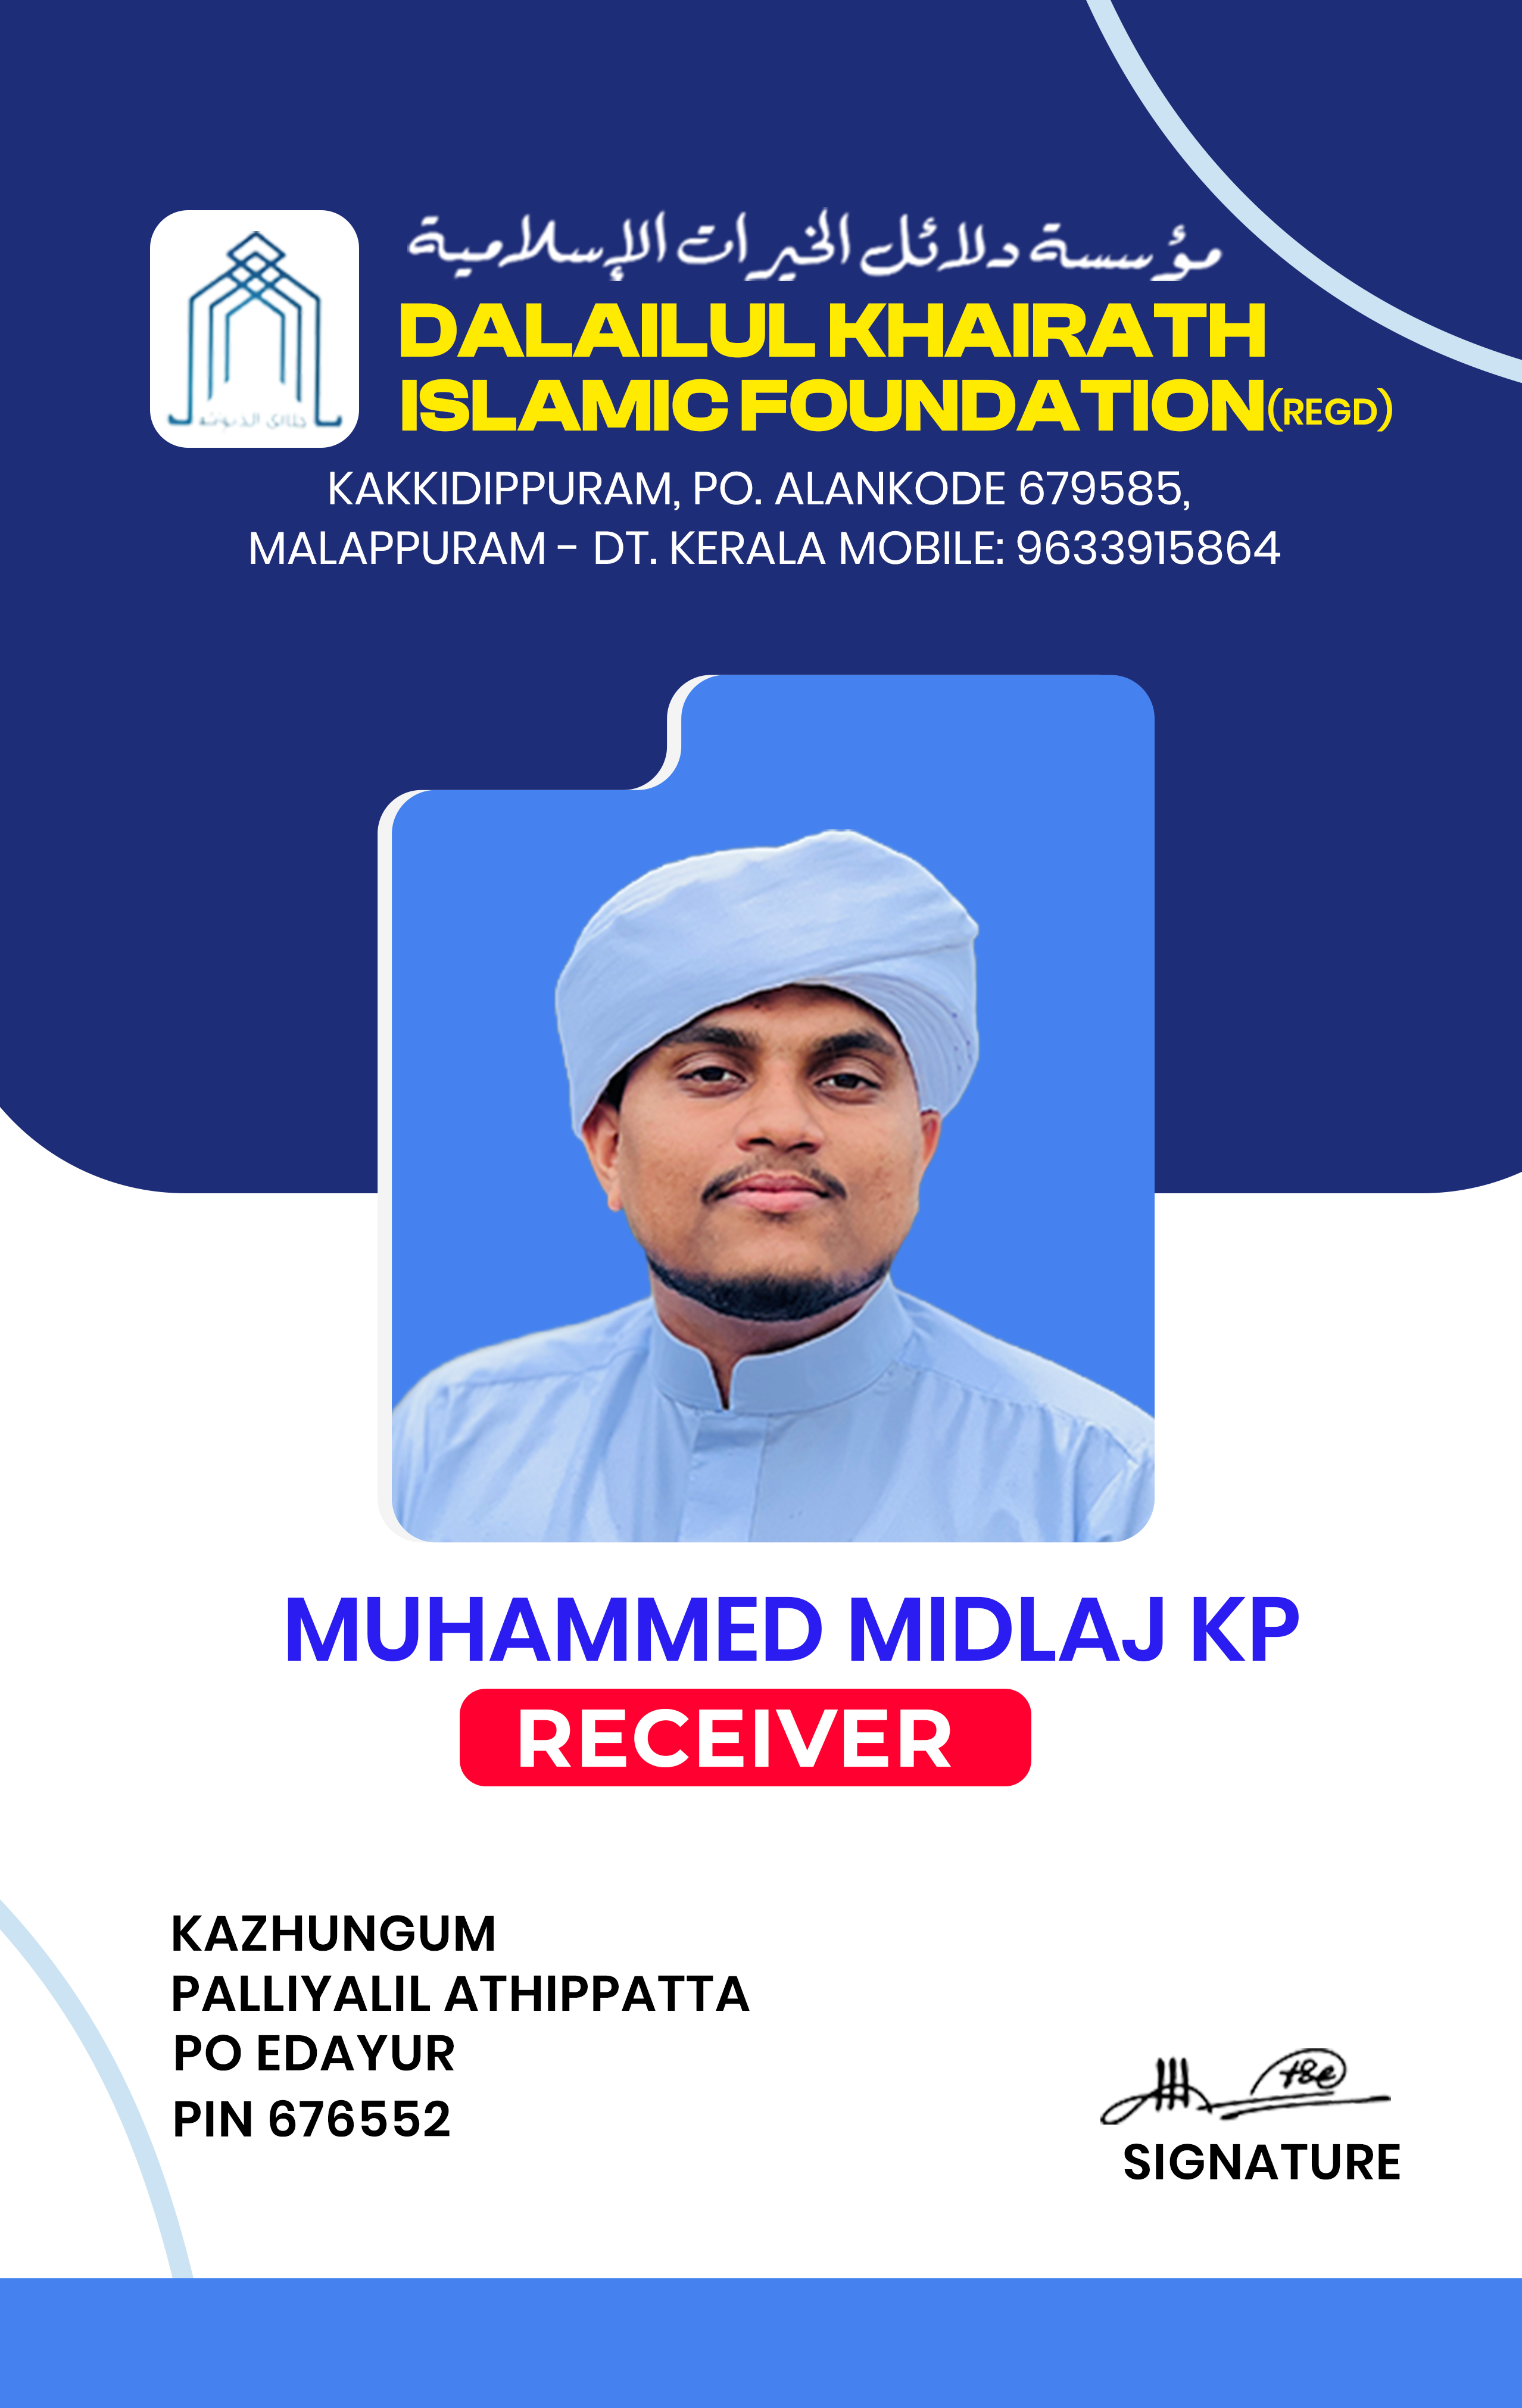 مؤسسة دلائل الخيرات الإسلامية
DALAILUL KHAIRATH
ISLAMIC FOUNDATION(REGD)
KAKKIDIPPURAM, PO. ALANKODE 679585,
MALAPPURAM - DT. KERALA MOBILE: 9633915864
MUHAMMED MIDLAJ KP
RECEIVER
KAZHUNGUM
PALLIYALIL ATHIPPATTA
PO EDAYUR
PIN 676552
SIGNATURE